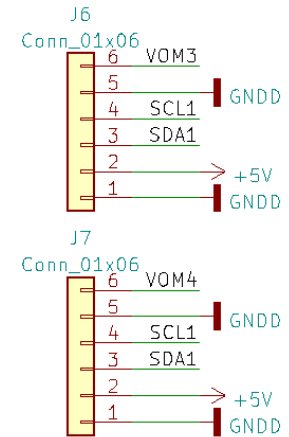 J6
Conn_01x06
6 VOM3
5 GNDD
4 SCL1
3 SDA1
2 +5V
1 GNDD
J7
Conn_01x06
6 VOM4
5 GNDD
4 SCL1
3 SDA1
2 +5V
1 GNDD